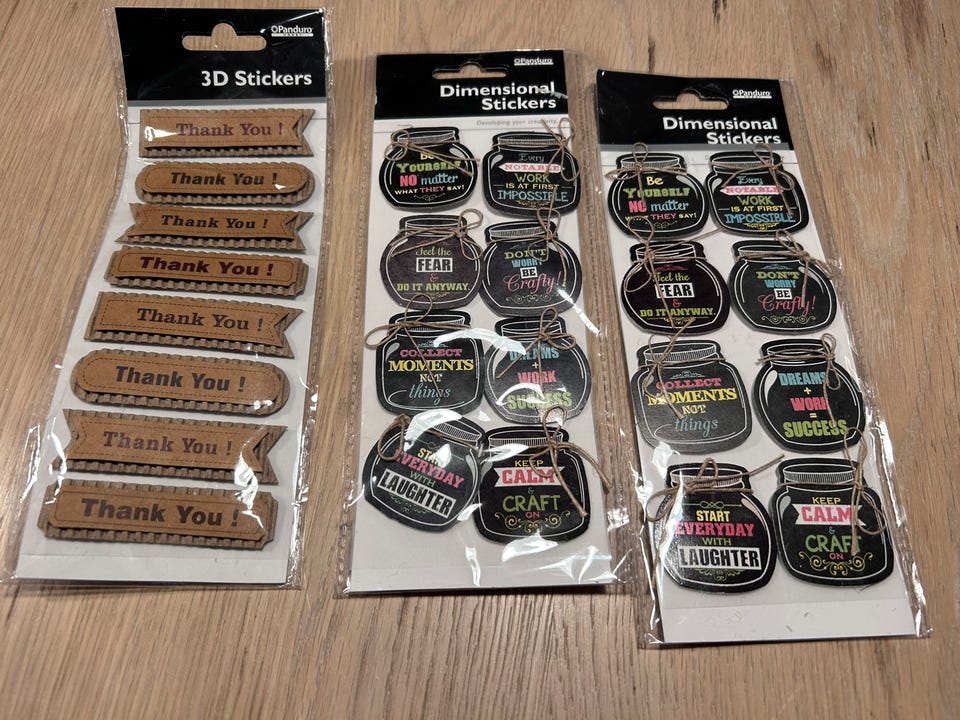 Panduro
HOBBY
3D Stickers
Thank You !
Thank You !
Thank You !
Thank You !
Thank You !
Thank You !
Thank You !
Thank You !
Panduro
Dimensional
Stickers
Developing your creativity
Be
YOURSELF
NO matter
WHAT THEY SAY!
Every
NOTABLE
WORK
IS AT FIRST
IMPOSSIBLE
feel the
FEAR
&
DO IT ANYWAY.
DON'T
WORRY
BE
Crafty!
COLLECT
MOMENTS
NOT
things
DREAMS
+
WORK
=
SUCCESS
START
EVERYDAY
WITH
LAUGHTER
KEEP
CALM
&
CRAFT
ON
Panduro
Dimensional
Stickers
Be
YOURSELF
NO matter
WHAT THEY SAY!
Every
NOTABLE
WORK
IS AT FIRST
IMPOSSIBLE
feel the
FEAR
&
DO IT ANYWAY.
DON'T
WORRY
BE
Crafty!
COLLECT
MOMENTS
NOT
things
DREAMS
+
WORK
=
SUCCESS
START
EVERYDAY
WITH
LAUGHTER
KEEP
CALM
&
CRAFT
ON